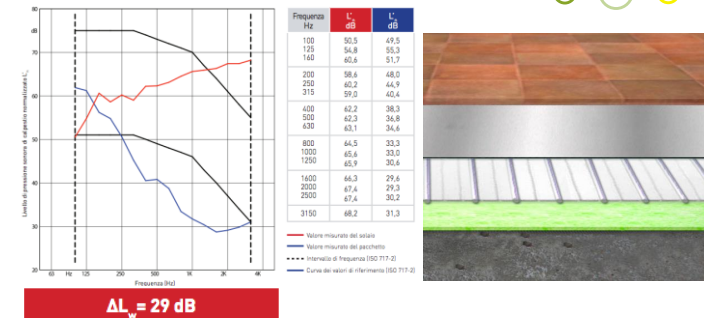 80
dB
70
60
50
40
30
20
63 Hz 125 250 500 1K 2K 4K
Frequenza (Hz)
Livello di pressione sonora di calpestio normalizzato L'n
ΔLw = 29 dB
Frequenza Hz L'n dB L'n dB
100 50,5 49,5
125 54,8 55,3
160 60,6 51,7
200 58,6 48,0
250 60,2 44,9
315 59,0 40,4
400 62,2 38,3
500 62,3 36,8
630 63,1 34,6
800 64,5 33,3
1000 65,6 33,0
1250 65,9 30,6
1600 66,3 29,6
2000 67,4 29,3
2500 67,4 30,2
3150 68,2 31,3
Valore misurato del solaio
Valore misurato del pacchetto
Intervallo di frequenza (ISO 717-2)
Curva dei valori di riferimento (ISO 717-2)